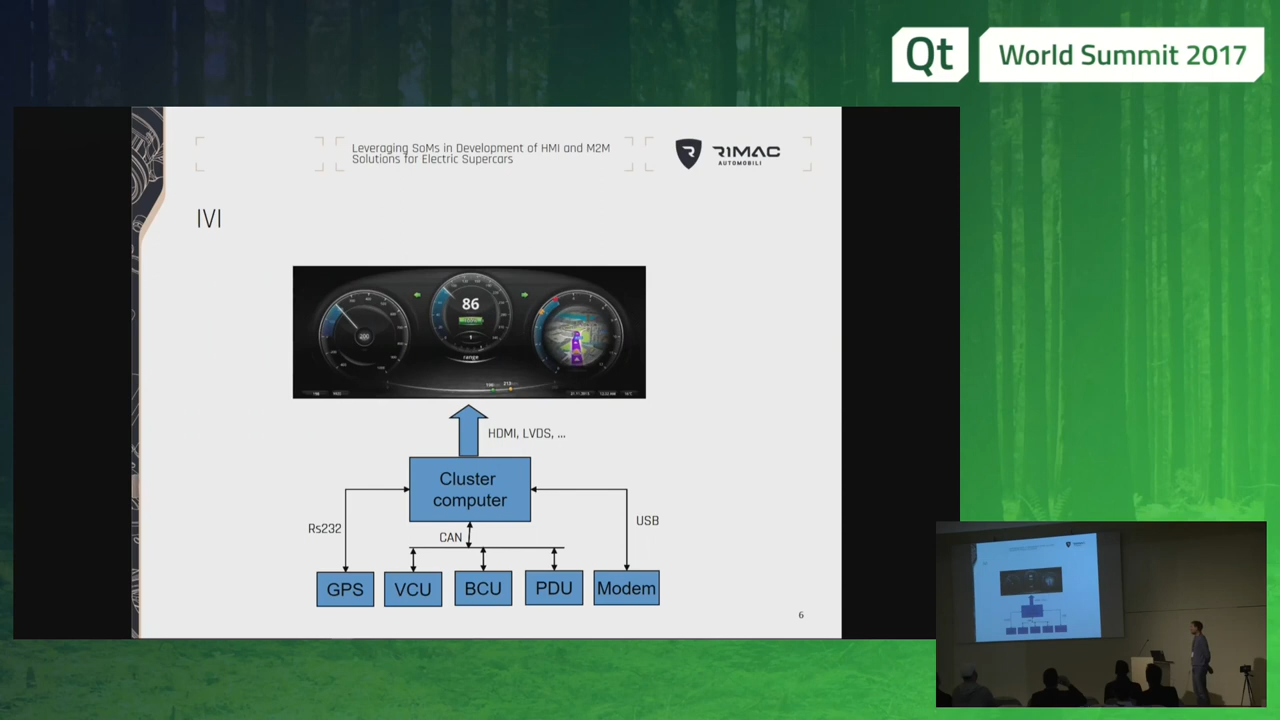 Qt World Summit 2017
Leveraging SoMs in Development of HMI and M2M
Solutions for Electric Supercars
RIMAC
AUTOMOBILI
IVI
86
range
HDMI, LVDS, ...
Cluster
computer
Rs232
CAN
USB
GPS
VCU
BCU
PDU
Modem
6